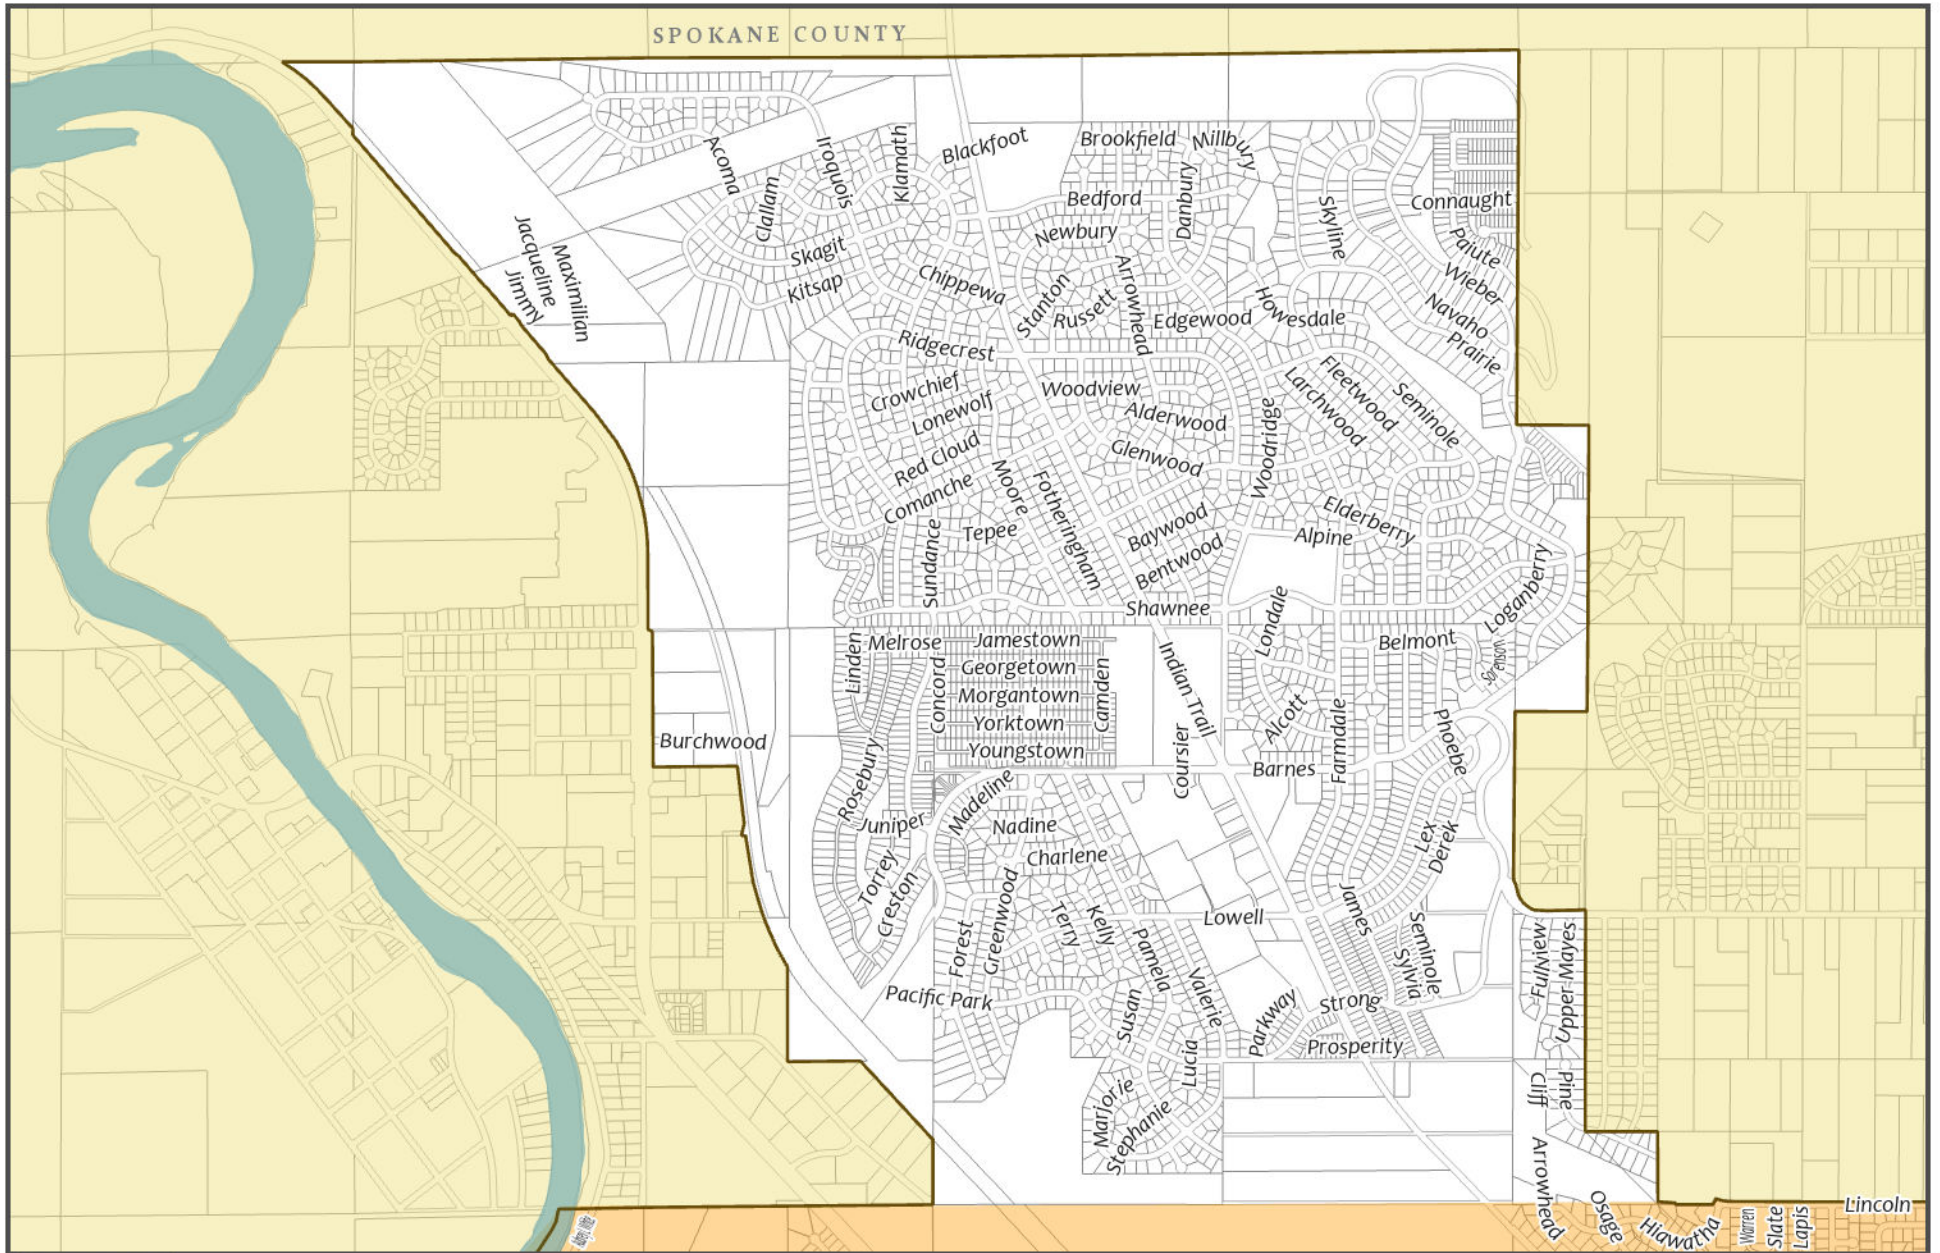 SPOKANE COUNTY
Acoma
Iroquois
Klamath
Blackfoot
Brookfield
Millbury
Clallam
Bedford
Danbury
Skyline
Connaught
Jacqueline
Maximilian
Jimmy
Skagit
Kitsap
Newbury
Arrowhead
Paiute
Wieber
Navaho
Prairie
Chippewa
Stanton
Russett
Edgewood
Howesdale
Ridgecrest
Crowchief
Lonewolf
Red Cloud
Comanche
Woodview
Alderwood
Glenwood
Woodridge
Larchwood
Fleetwood
Seminole
Moore
Fotheringham
Tepee
Sundance
Baywood
Bentwood
Elderberry
Alpine
Loganberry
Shawnee
Londale
Linden
Melrose
Jamestown
Georgetown
Morgantown
Yorktown
Youngstown
Concord
Camden
Indian Trail
Belmont
Sorenson
Alcott
Farmdale
Phoebe
Burchwood
Coursier
Barnes
Rosebury
Madeline
Juniper
Nadine
Charlene
Lex
Derek
Torrey
Creston
Greenwood
Forest
Terry
Kelly
Lowell
James
Seminole
Sylvia
Pamela
Valerie
Fullview
Upper Mayes
Pacific Park
Susan
Parkway
Strong
Prosperity
Lucia
Marjorie
Stephanie
Cliff
Pine
Arrowhead
Osage
Hiawatha
Warren
Slate
Lapis
Lincoln